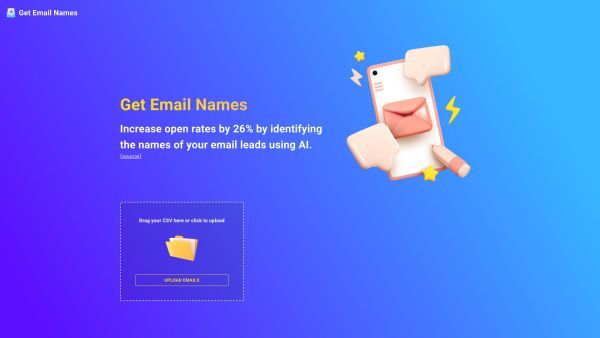 Get Email Names
Get Email Names
Increase open rates by 26% by identifying
the names of your email leads using AI.
(source)
Drag your CSV here or click to upload
UPLOAD EMAILS